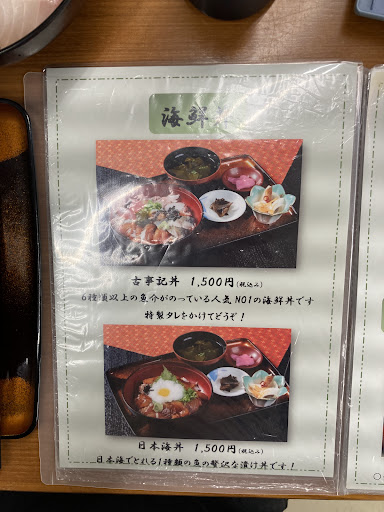 海鮮丼
古事記丼 1,500円(税込み)
6種類以上の魚介がのっている人気NO1の海鮮丼です
特製タレをかけてどうぞ!
日本海丼 1,500円(税込み)
日本海でとれる1種類の魚の贅沢な漬け丼です!